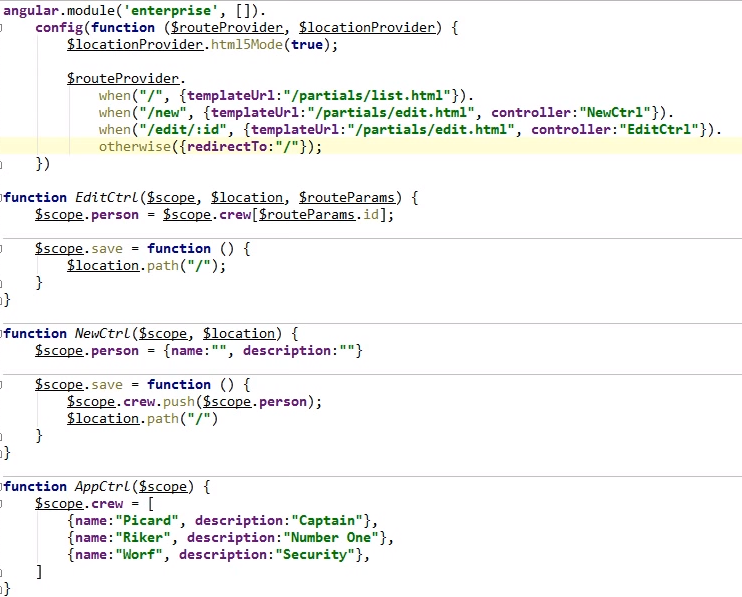 angular.module('enterprise', []).
    config(function ($routeProvider, $locationProvider) {
        $locationProvider.html5Mode(true);
        $routeProvider.
            when("/", {templateUrl:"/partials/list.html"}).
            when("/new", {templateUrl:"/partials/edit.html", controller:"NewCtrl"}).
            when("/edit/:id", {templateUrl:"/partials/edit.html", controller:"EditCtrl"}).
            otherwise({redirectTo:"/"});
    })
function EditCtrl($scope, $location, $routeParams) {
    $scope.person = $scope.crew[$routeParams.id];
    $scope.save = function () {
        $location.path("/");
    }
}
function NewCtrl($scope, $location) {
    $scope.person = {name:"", description:""}
    $scope.save = function () {
        $scope.crew.push($scope.person);
        $location.path("/")
    }
}
function AppCtrl($scope) {
    $scope.crew = [
        {name:"Picard", description:"Captain"},
        {name:"Riker", description:"Number One"},
        {name:"Worf", description:"Security"},
    ]
}